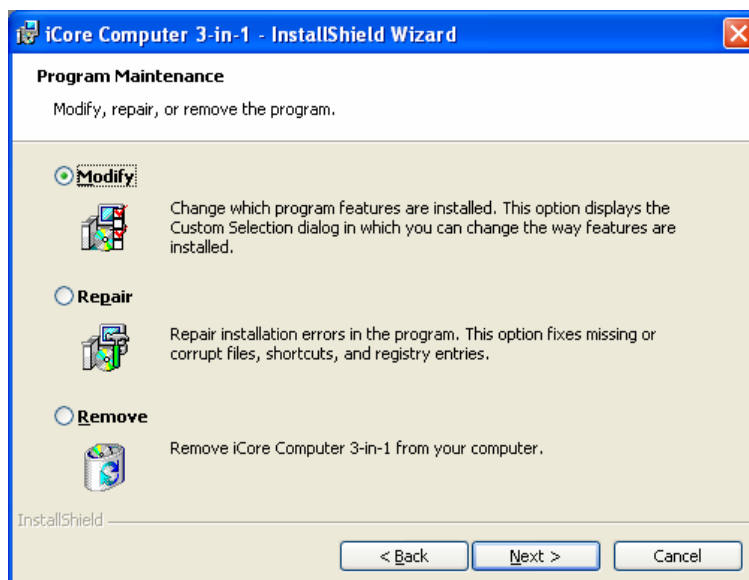 iCore Computer 3-in-1 - InstallShield Wizard
Program Maintenance
Modify, repair, or remove the program.
Modify
Change which program features are installed. This option displays the
Custom Selection dialog in which you can change the way features are
installed.
Repair
Repair installation errors in the program. This option fixes missing or
corrupt files, shortcuts, and registry entries.
Remove
Remove iCore Computer 3-in-1 from your computer.
InstallShield
< Back Next > Cancel